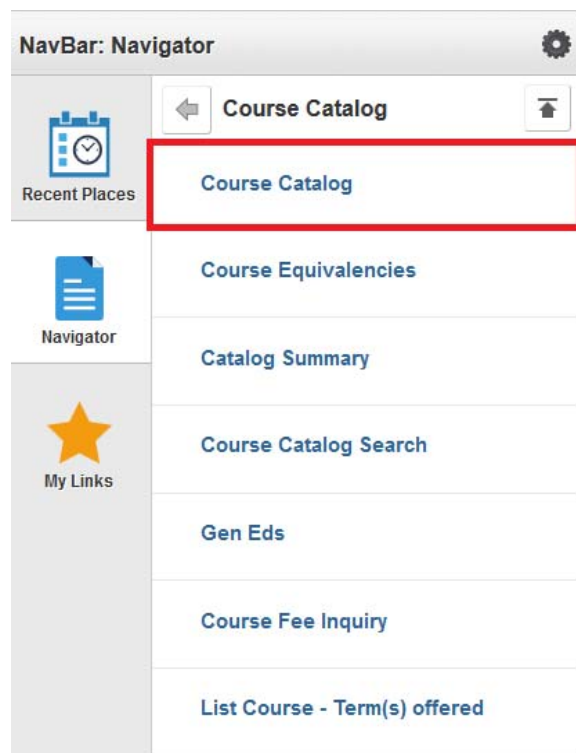 NavBar: Navigator
Recent Places
Navigator
My Links
Course Catalog
Course Catalog
Course Equivalencies
Catalog Summary
Course Catalog Search
Gen Eds
Course Fee Inquiry
List Course - Term(s) offered